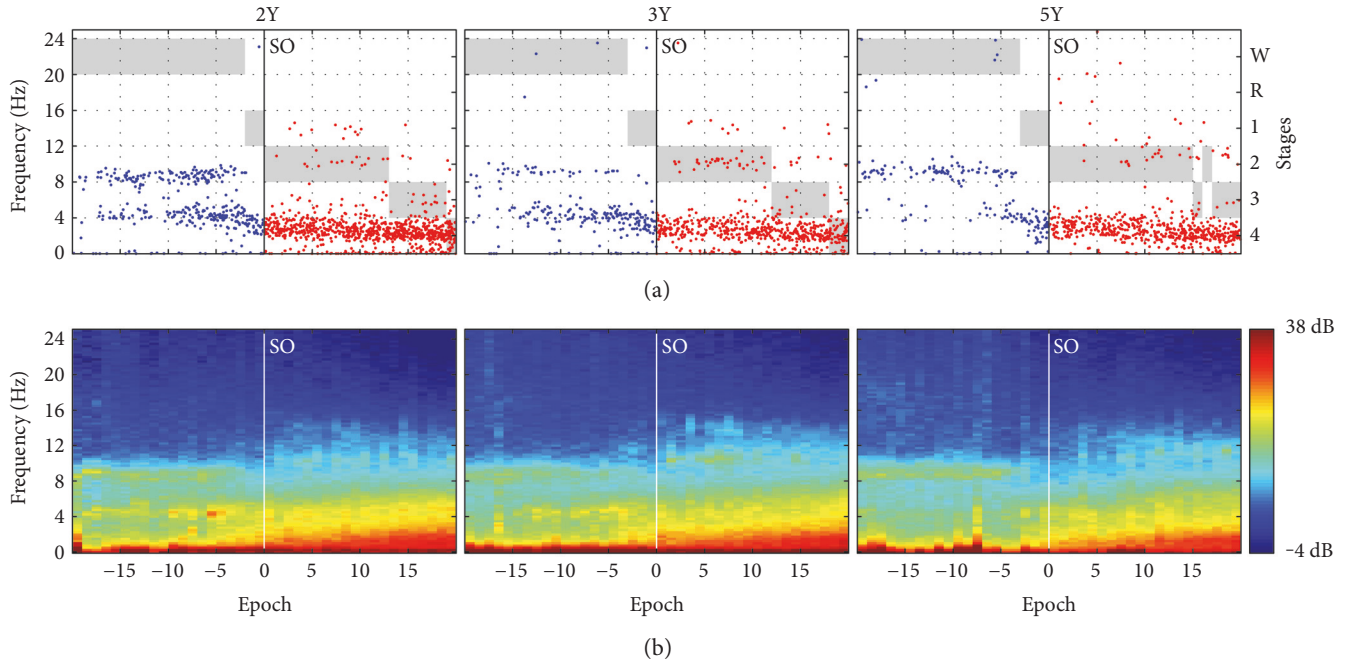 2Y 3Y 5Y
24 SO SO SO W
20 R
16 1
12 2
8 3
4 4
0
Frequency (Hz)
Stages
(a)
24 SO SO SO 38 dB
20
16
12
8
4
0 −4 dB
Frequency (Hz)
−15 −10 −5 0 5 10 15 −15 −10 −5 0 5 10 15 −15 −10 −5 0 5 10 15
Epoch Epoch Epoch
(b)